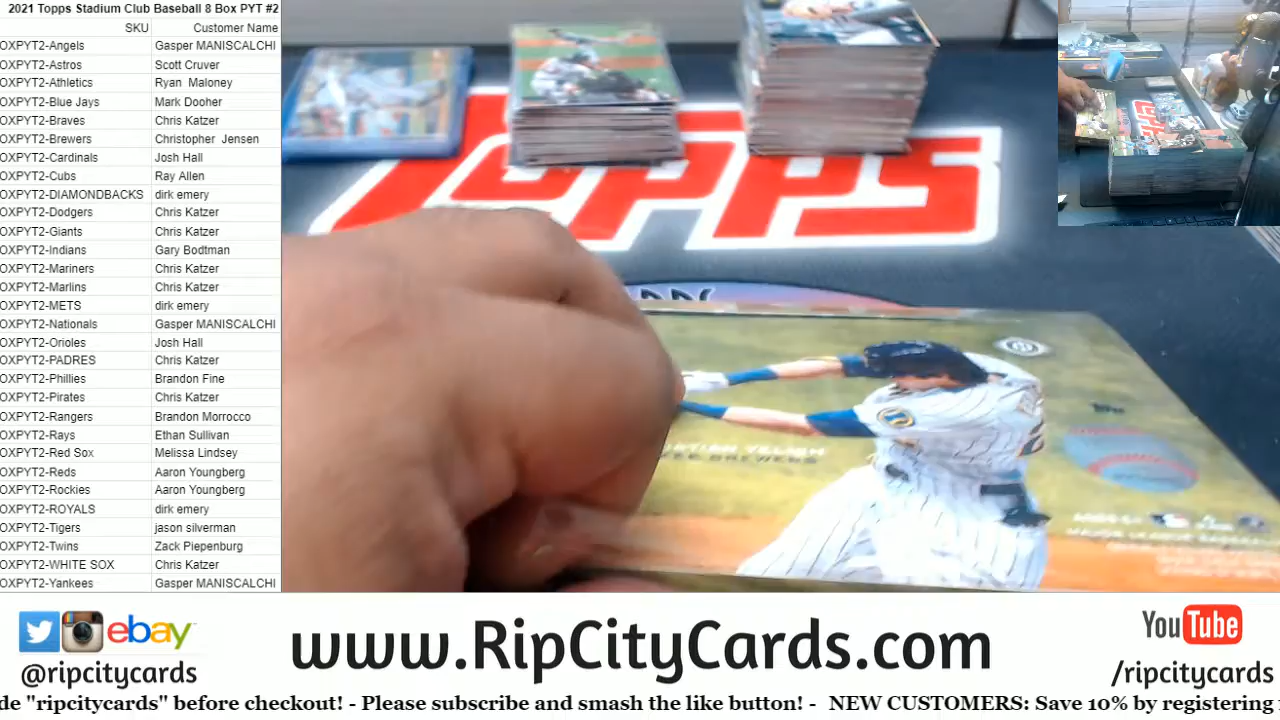 2021 Topps Stadium Club Baseball 8 Box PYT #2
SKU Customer Name
OXPYT2-Angels Gasper MANISCALCHI
OXPYT2-Astros Scott Cruver
OXPYT2-Athletics Ryan Maloney
OXPYT2-Blue Jays Mark Dooher
OXPYT2-Braves Chris Katzer
OXPYT2-Brewers Christopher Jensen
OXPYT2-Cardinals Josh Hall
OXPYT2-Cubs Ray Allen
OXPYT2-DIAMONDBACKS dirk emery
OXPYT2-Dodgers Chris Katzer
OXPYT2-Giants Chris Katzer
OXPYT2-Indians Gary Bodtman
OXPYT2-Mariners Chris Katzer
OXPYT2-Marlins Chris Katzer
OXPYT2-METS dirk emery
OXPYT2-Nationals Gasper MANISCALCHI
OXPYT2-Orioles Josh Hall
OXPYT2-PADRES Chris Katzer
OXPYT2-Phillies Brandon Fine
OXPYT2-Pirates Chris Katzer
OXPYT2-Rangers Brandon Morrocco
OXPYT2-Rays Ethan Sullivan
OXPYT2-Red Sox Melissa Lindsey
OXPYT2-Reds Aaron Youngberg
OXPYT2-Rockies Aaron Youngberg
OXPYT2-ROYALS dirk emery
OXPYT2-Tigers jason silverman
OXPYT2-Twins Zack Piepenburg
OXPYT2-WHITE SOX Chris Katzer
OXPYT2-Yankees Gasper MANISCALCHI
TOPPS
YELICH
BREWERS
ebay
@ripcitycards
www.RipCityCards.com
YouTube
/ripcitycards
de "ripcitycards" before checkout! - Please subscribe and smash the like button! - NEW CUSTOMERS: Save 10% by registering